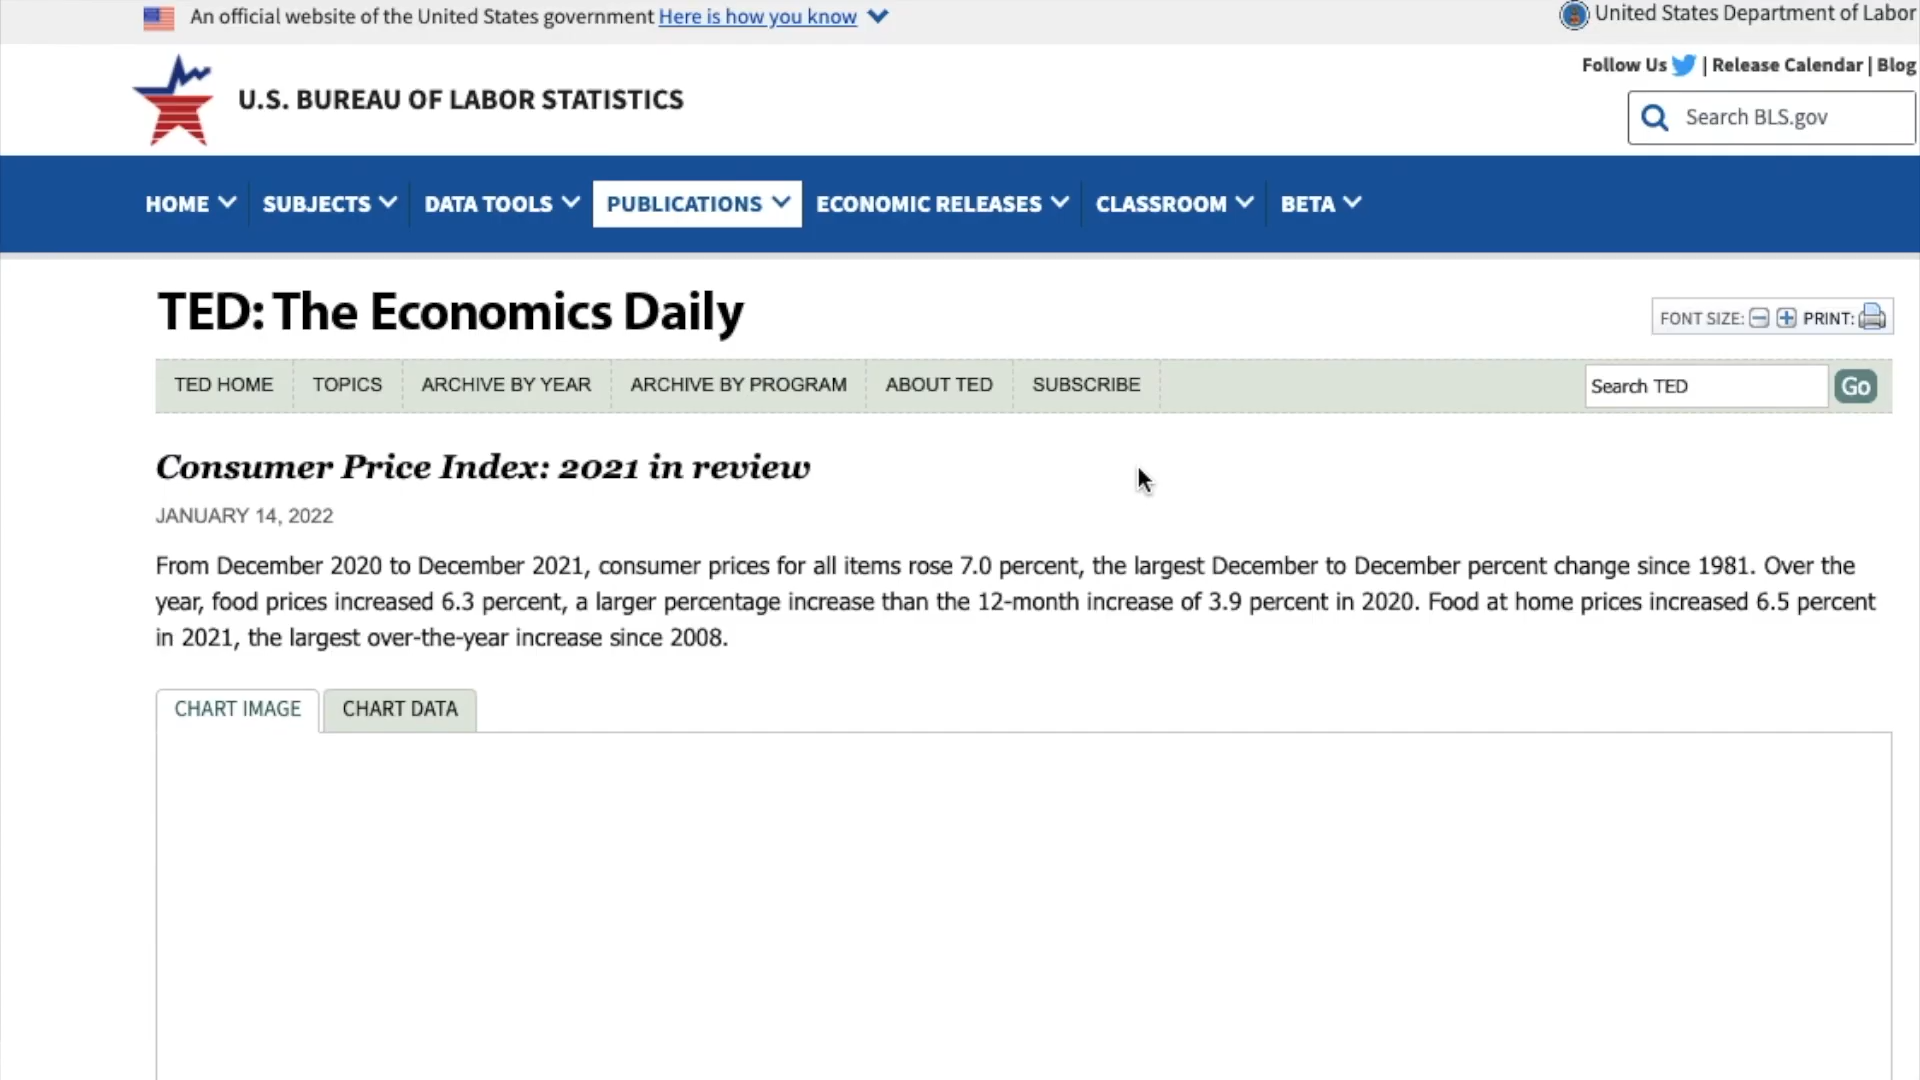 An official website of the United States government Here is how you know
United States Department of Labor
Follow Us | Release Calendar | Blog
U.S. BUREAU OF LABOR STATISTICS
Search BLS.gov
HOME SUBJECTS DATA TOOLS PUBLICATIONS ECONOMIC RELEASES CLASSROOM BETA
TED: The Economics Daily
FONT SIZE: PRINT:
TED HOME TOPICS ARCHIVE BY YEAR ARCHIVE BY PROGRAM ABOUT TED SUBSCRIBE Search TED Go
Consumer Price Index: 2021 in review
JANUARY 14, 2022
From December 2020 to December 2021, consumer prices for all items rose 7.0 percent, the largest December to December percent change since 1981. Over the
year, food prices increased 6.3 percent, a larger percentage increase than the 12-month increase of 3.9 percent in 2020. Food at home prices increased 6.5 percent
in 2021, the largest over-the-year increase since 2008.
CHART IMAGE CHART DATA